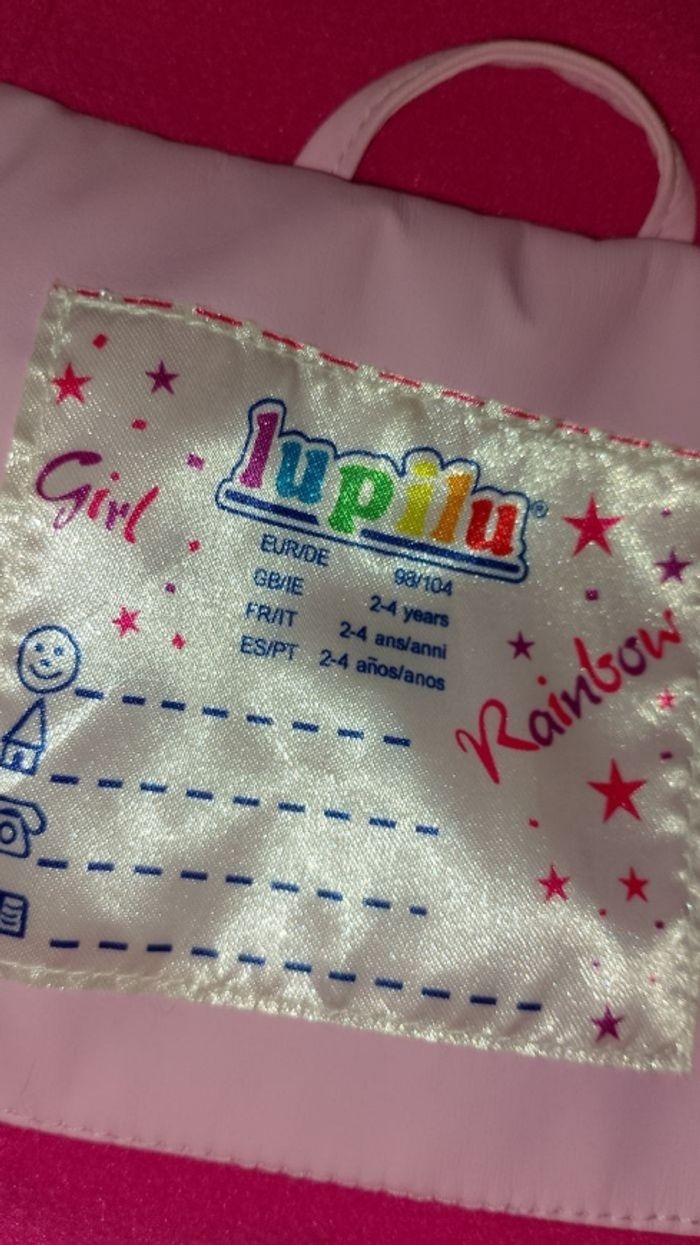 Girl
lupilu®
EUR/DE 98/104
GB/IE 2-4 years
FR/IT 2-4 ans/anni
ES/PT 2-4 años/anos
Rainbow